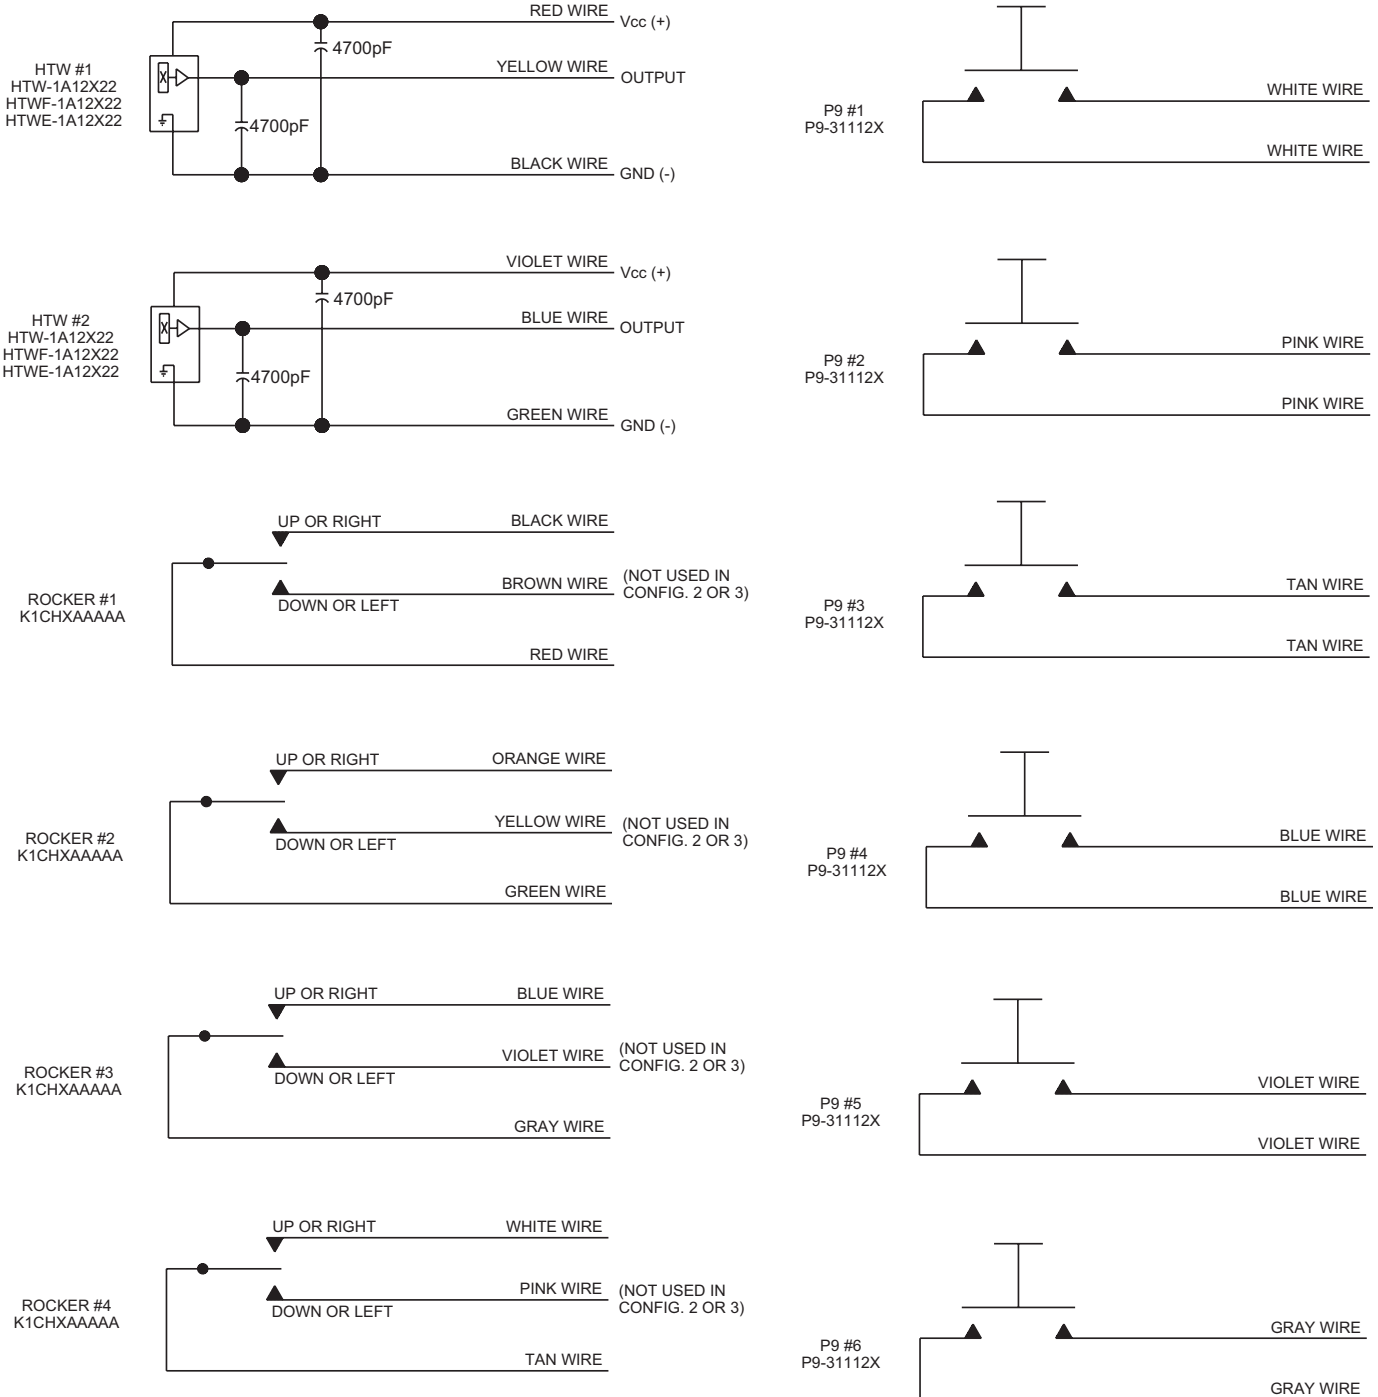 RED WIRE
Vcc (+)
4700pF
HTW #1
HTW-1A12X22
HTWF-1A12X22
HTWE-1A12X22
YELLOW WIRE
OUTPUT
4700pF
BLACK WIRE
GND (-)
VIOLET WIRE
Vcc (+)
4700pF
HTW #2
HTW-1A12X22
HTWF-1A12X22
HTWE-1A12X22
BLUE WIRE
OUTPUT
4700pF
GREEN WIRE
GND (-)
UP OR RIGHT
BLACK WIRE
ROCKER #1
K1CHXAAAAA
BROWN WIRE
(NOT USED IN
CONFIG. 2 OR 3)
DOWN OR LEFT
RED WIRE
UP OR RIGHT
ORANGE WIRE
ROCKER #2
K1CHXAAAAA
YELLOW WIRE
(NOT USED IN
CONFIG. 2 OR 3)
DOWN OR LEFT
GREEN WIRE
UP OR RIGHT
BLUE WIRE
ROCKER #3
K1CHXAAAAA
VIOLET WIRE
(NOT USED IN
CONFIG. 2 OR 3)
DOWN OR LEFT
GRAY WIRE
UP OR RIGHT
WHITE WIRE
ROCKER #4
K1CHXAAAAA
PINK WIRE
(NOT USED IN
CONFIG. 2 OR 3)
DOWN OR LEFT
TAN WIRE
P9 #1
P9-31112X
WHITE WIRE
WHITE WIRE
P9 #2
P9-31112X
PINK WIRE
PINK WIRE
P9 #3
P9-31112X
TAN WIRE
TAN WIRE
P9 #4
P9-31112X
BLUE WIRE
BLUE WIRE
P9 #5
P9-31112X
VIOLET WIRE
VIOLET WIRE
P9 #6
P9-31112X
GRAY WIRE
GRAY WIRE